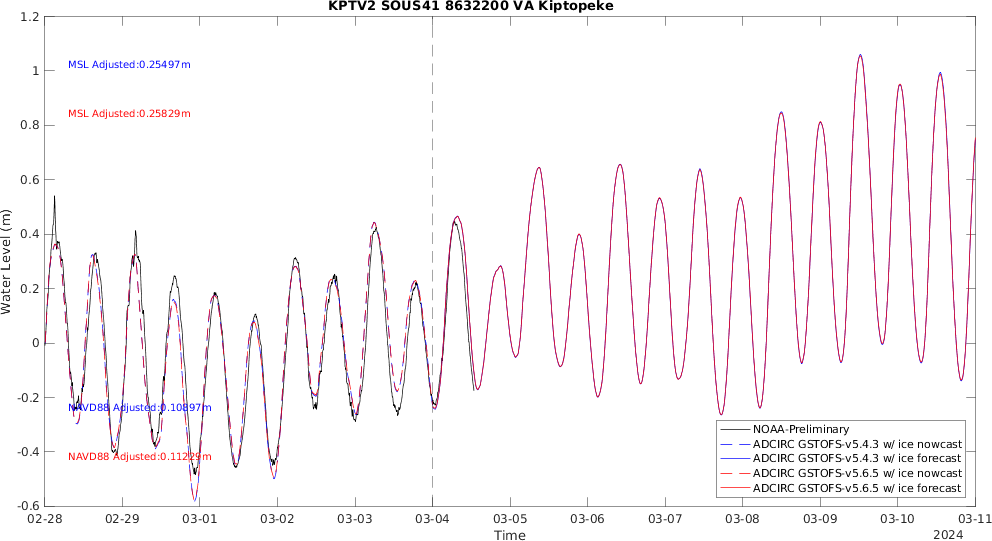 KPTV2 SOUS41 8632200 VA Kiptopeke
1.2
1
0.8
0.6
0.4
0.2
0
-0.2
-0.4
-0.6
Water Level (m)
MSL Adjusted:0.25497m
MSL Adjusted:0.25829m
NAVD88 Adjusted:0.10897m
NAVD88 Adjusted:0.11229m
NOAA-Preliminary
ADCIRC GSTOFS-v5.4.3 w/ ice nowcast
ADCIRC GSTOFS-v5.4.3 w/ ice forecast
ADCIRC GSTOFS-v5.6.5 w/ ice nowcast
ADCIRC GSTOFS-v5.6.5 w/ ice forecast
02-28 02-29 03-01 03-02 03-03 03-04 03-05 03-06 03-07 03-08 03-09 03-10 03-11
Time
2024